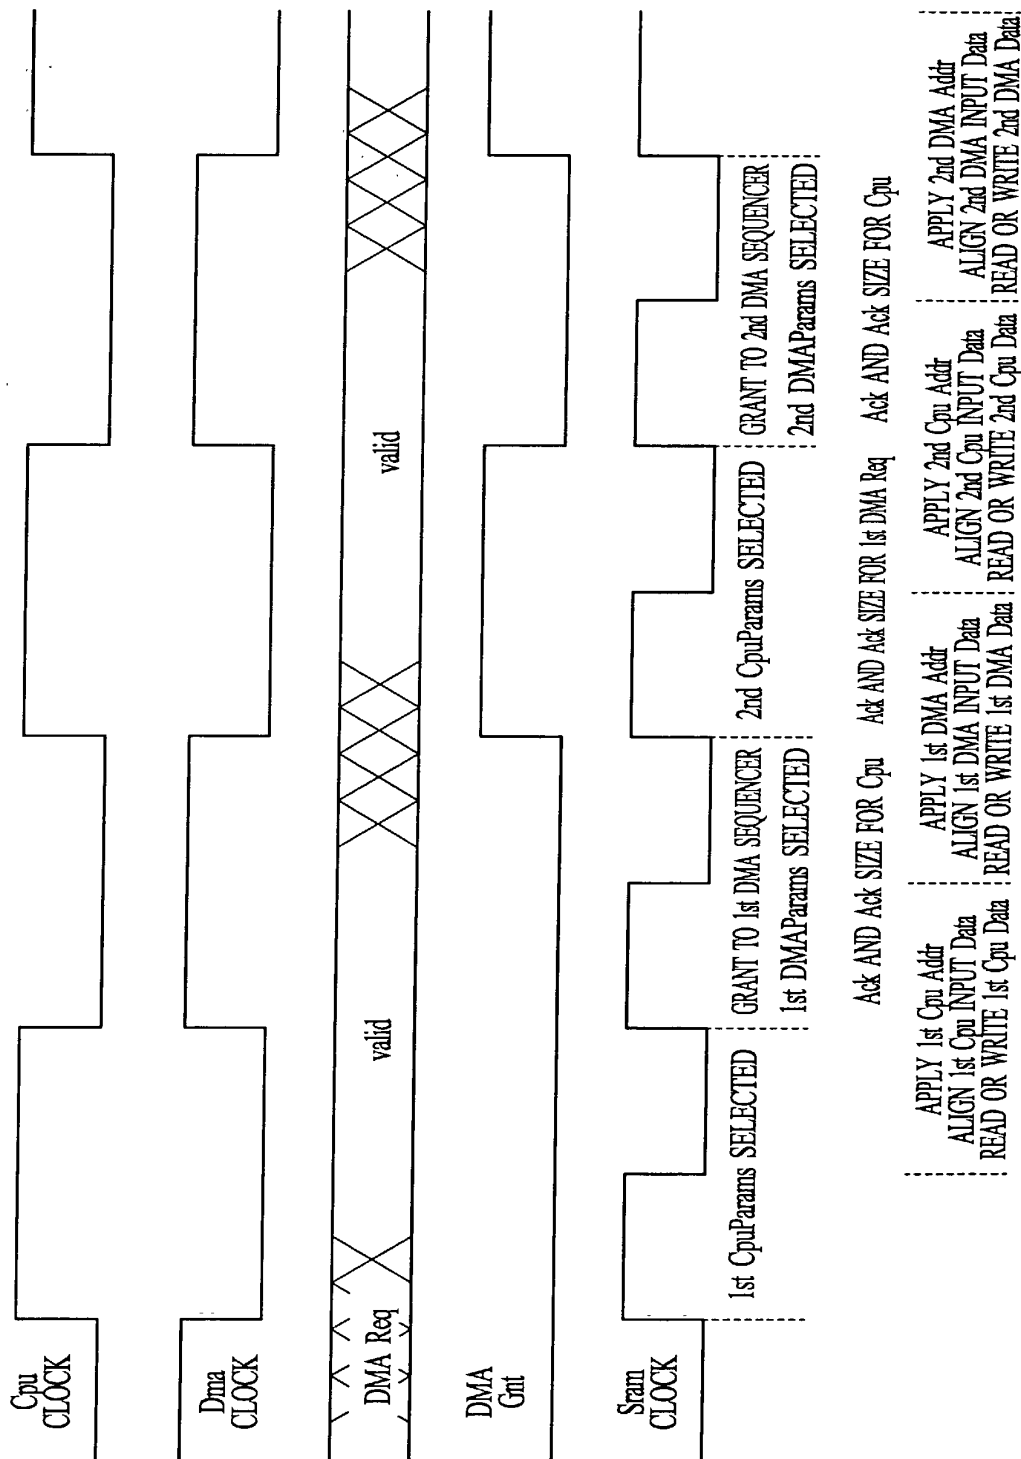 Cpu
CLOCK
Dma
CLOCK
DMA Req
valid
valid
DMA
Gnt
Sram
CLOCK
1st CpuParams SELECTED
GRANT TO 1st DMA SEQUENCER
1st DMAParams SELECTED
2nd CpuParams SELECTED
GRANT TO 2nd DMA SEQUENCER
2nd DMAParams SELECTED
Ack AND Ack SIZE FOR Cpu
Ack AND Ack SIZE FOR 1st DMA Req
Ack AND Ack SIZE FOR Cpu
APPLY 1st Cpu Addr
ALIGN 1st Cpu INPUT Data
READ OR WRITE 1st Cpu Data
APPLY 1st DMA Addr
ALIGN 1st DMA INPUT Data
READ OR WRITE 1st DMA Data
APPLY 2nd Cpu Addr
ALIGN 2nd Cpu INPUT Data
READ OR WRITE 2nd Cpu Data
APPLY 2nd DMA Addr
ALIGN 2nd DMA INPUT Data
READ OR WRITE 2nd DMA Data